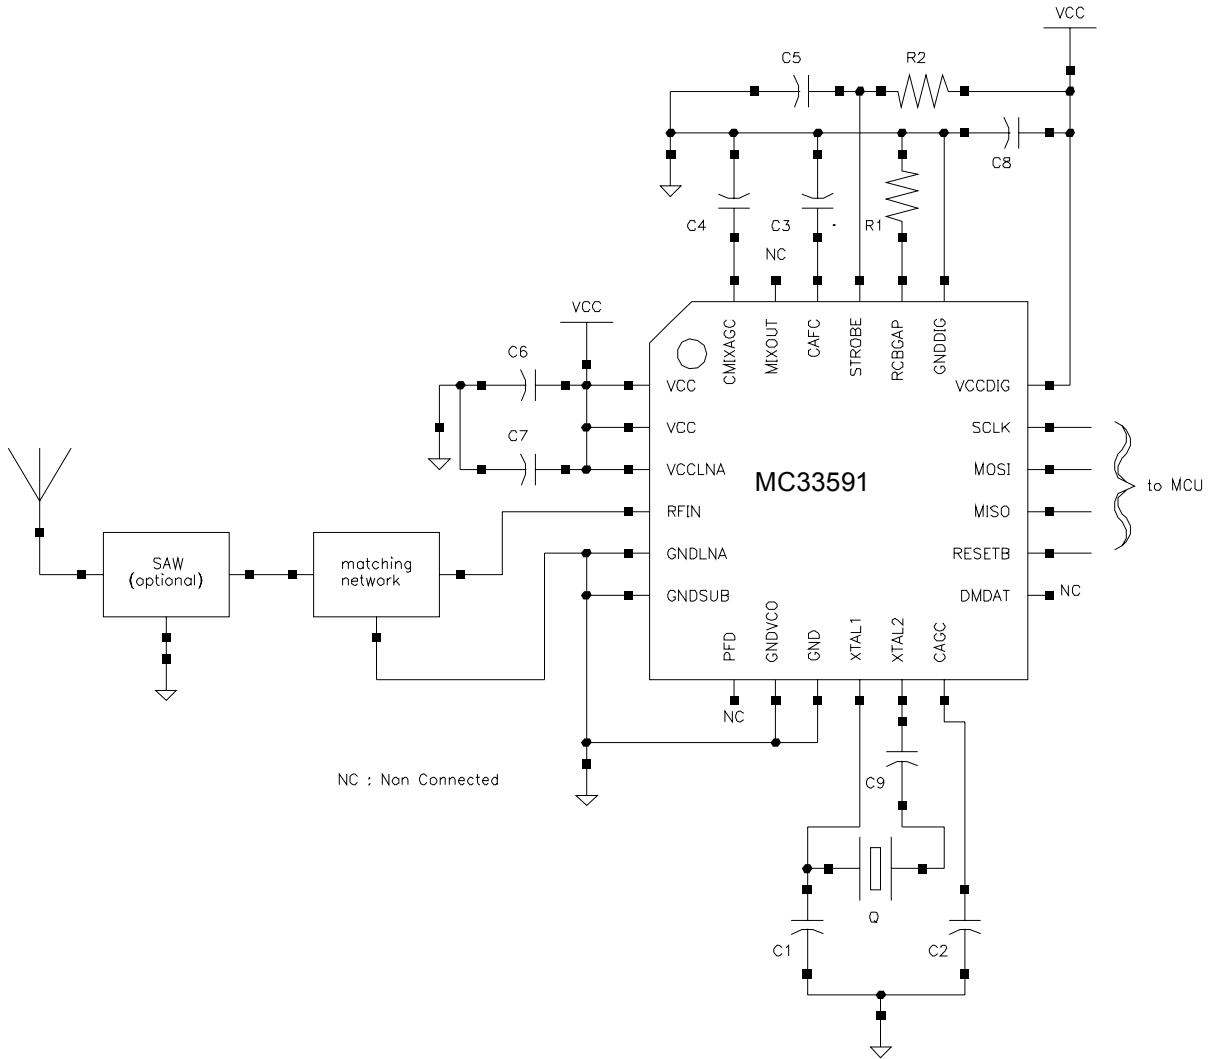 VCC
C5
R2
C8
C4
C3
R1
NC
VCC
C6
C7
CMIXAGC
MIXOUT
CAFC
STROBE
RCBGAP
GNDDIG
VCC
VCC
VCCLNA
RFIN
GNDLNA
GNDSUB
MC33591
VCCDIG
SCLK
MOSI
MISO
RESETB
DMDAT
NC
to MCU
SAW
(optional)
matching
network
PFD
GNDVCO
GND
XTAL1
XTAL2
CAGC
NC
NC : Non Connected
C9
Q
C1
C2